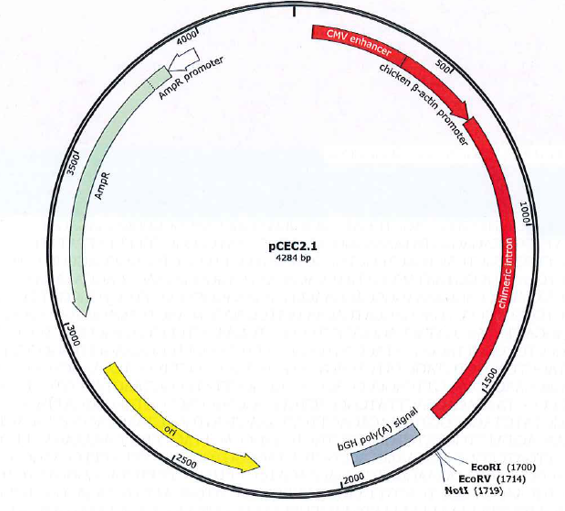 4000
AmpR promoter
CMV enhancer
500
chicken β-actin promoter
3500
AmpR
1000
pCEC2.1
4284 bp
chimeric intron
3000
1500
ori
bGH poly(A) signal
2500
2000
EcoRI (1700)
EcoRV (1714)
NotI (1719)